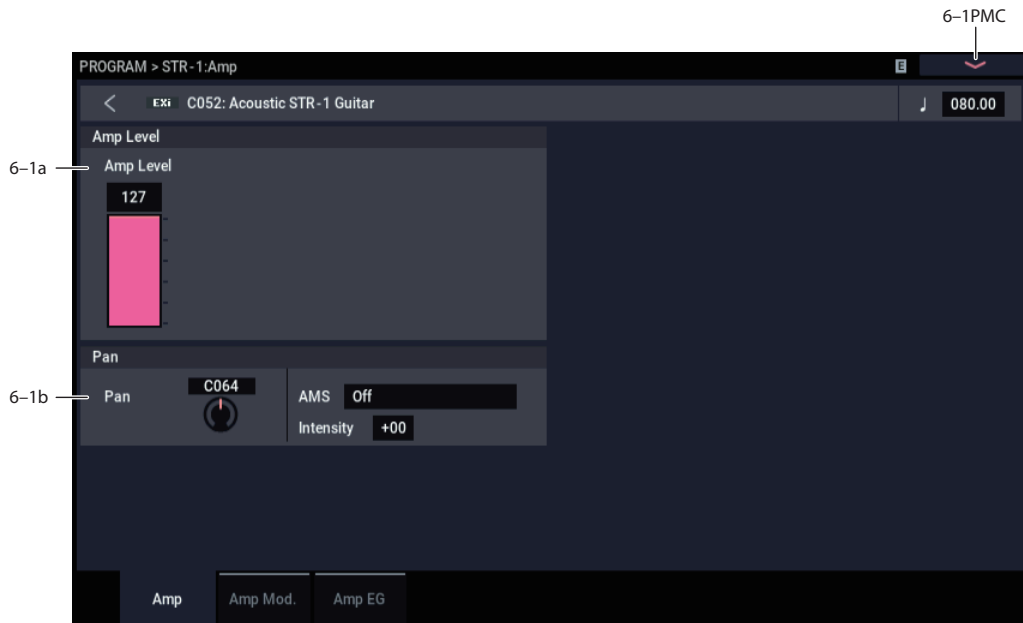 6–1PMC
PROGRAM > STR-1:Amp E
EXi C052: Acoustic STR-1 Guitar ♩ 080.00
Amp Level
6–1a Amp Level
127
Pan
6–1b Pan C064 AMS Off
Intensity +00
Amp Amp Mod. Amp EG